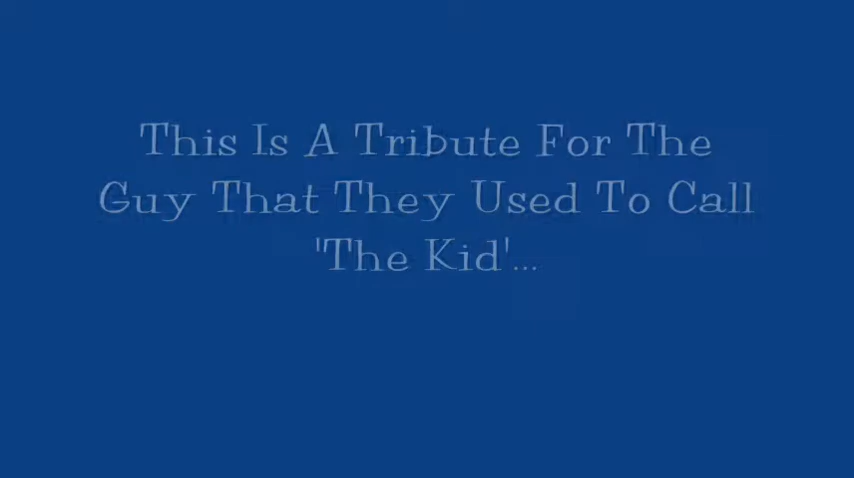 This Is A Tribute For The
Guy That They Used To Call
'The Kid'...